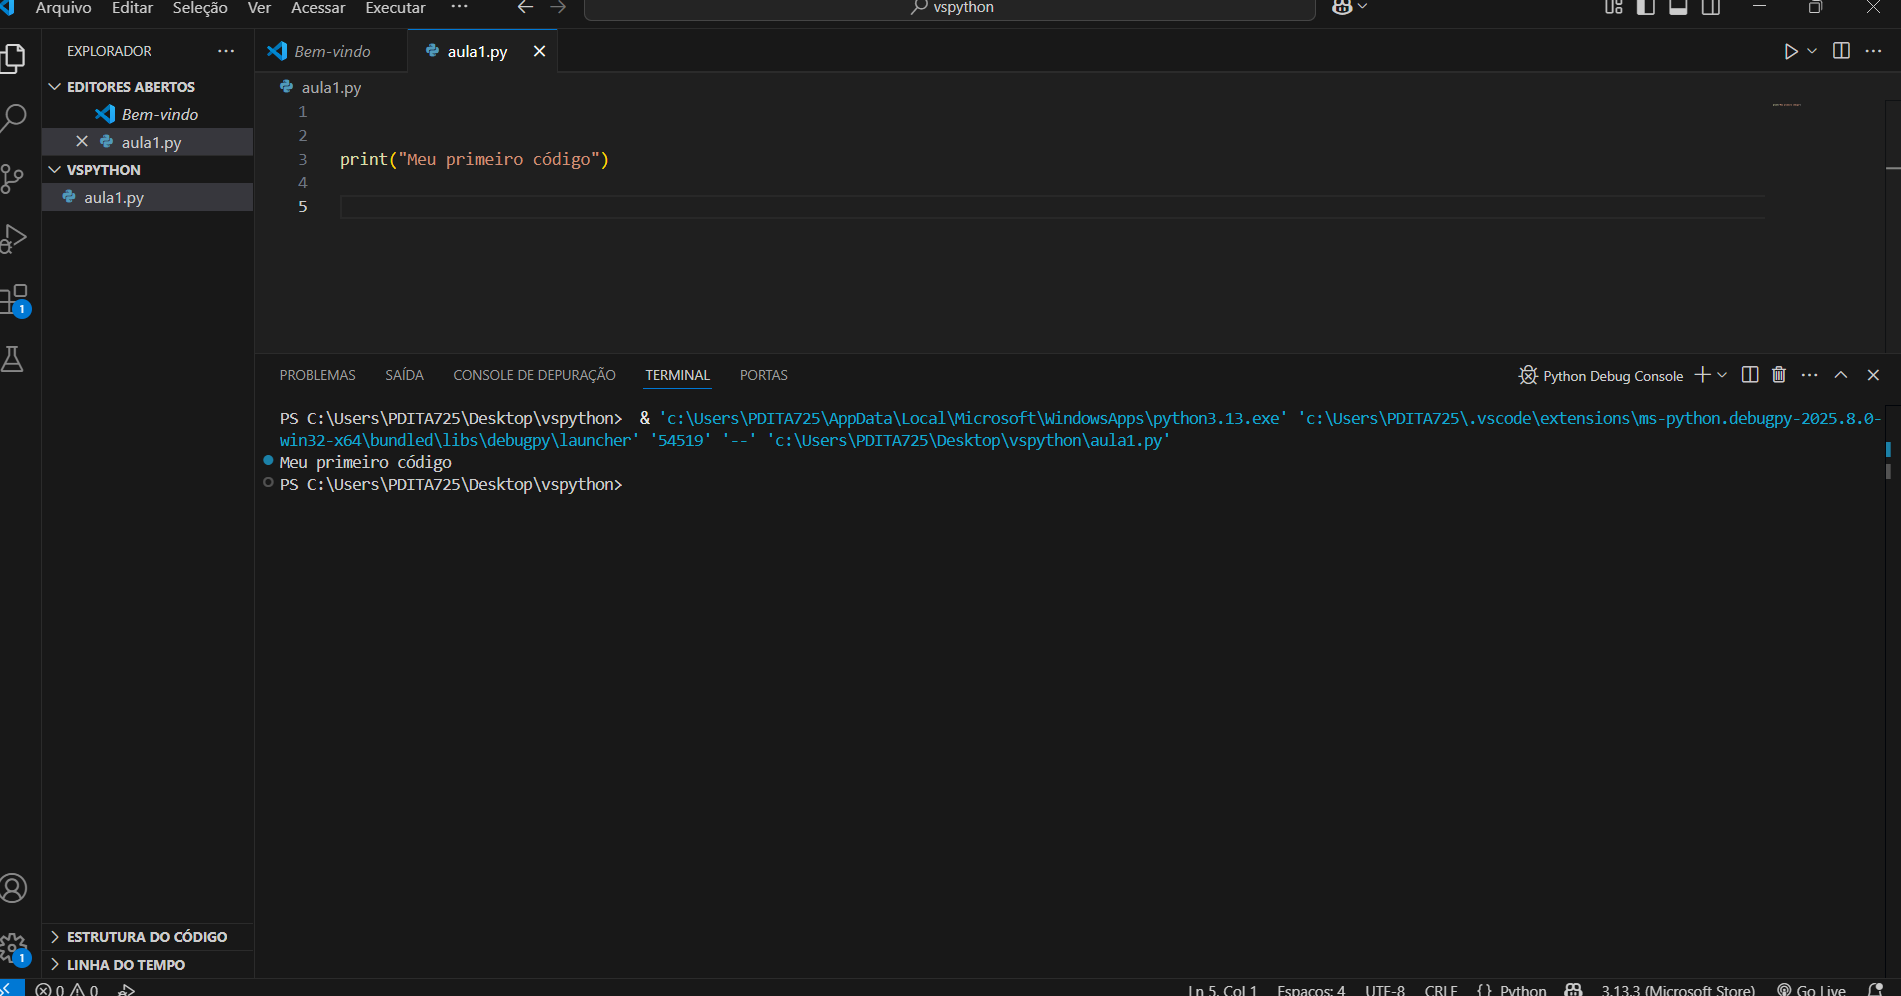 Arquivo Editar Seleção Ver Acessar Executar ··· vspython
EXPLORADOR ···
EDITORES ABERTOS
Bem-vindo
aula1.py
VSPYTHON
aula1.py
Bem-vindo aula1.py
aula1.py
1
2
3 print("Meu primeiro código")
4
5
PROBLEMAS SAÍDA CONSOLE DE DEPURAÇÃO TERMINAL PORTAS
Python Debug Console
PS C:\Users\PDITA725\Desktop\vspython>  & 'c:\Users\PDITA725\AppData\Local\Microsoft\WindowsApps\python3.13.exe' 'c:\Users\PDITA725\.vscode\extensions\ms-python.debugpy-2025.8.0-
win32-x64\bundled\libs\debugpy\launcher' '54519' '--' 'c:\Users\PDITA725\Desktop\vspython\aula1.py'
Meu primeiro código
PS C:\Users\PDITA725\Desktop\vspython>
1
1
ESTRUTURA DO CÓDIGO
LINHA DO TEMPO
0 0 Ln 5, Col 1 Espaços: 4 UTF-8 CRLF {} Python 3.13.3 (Microsoft Store) Go Live